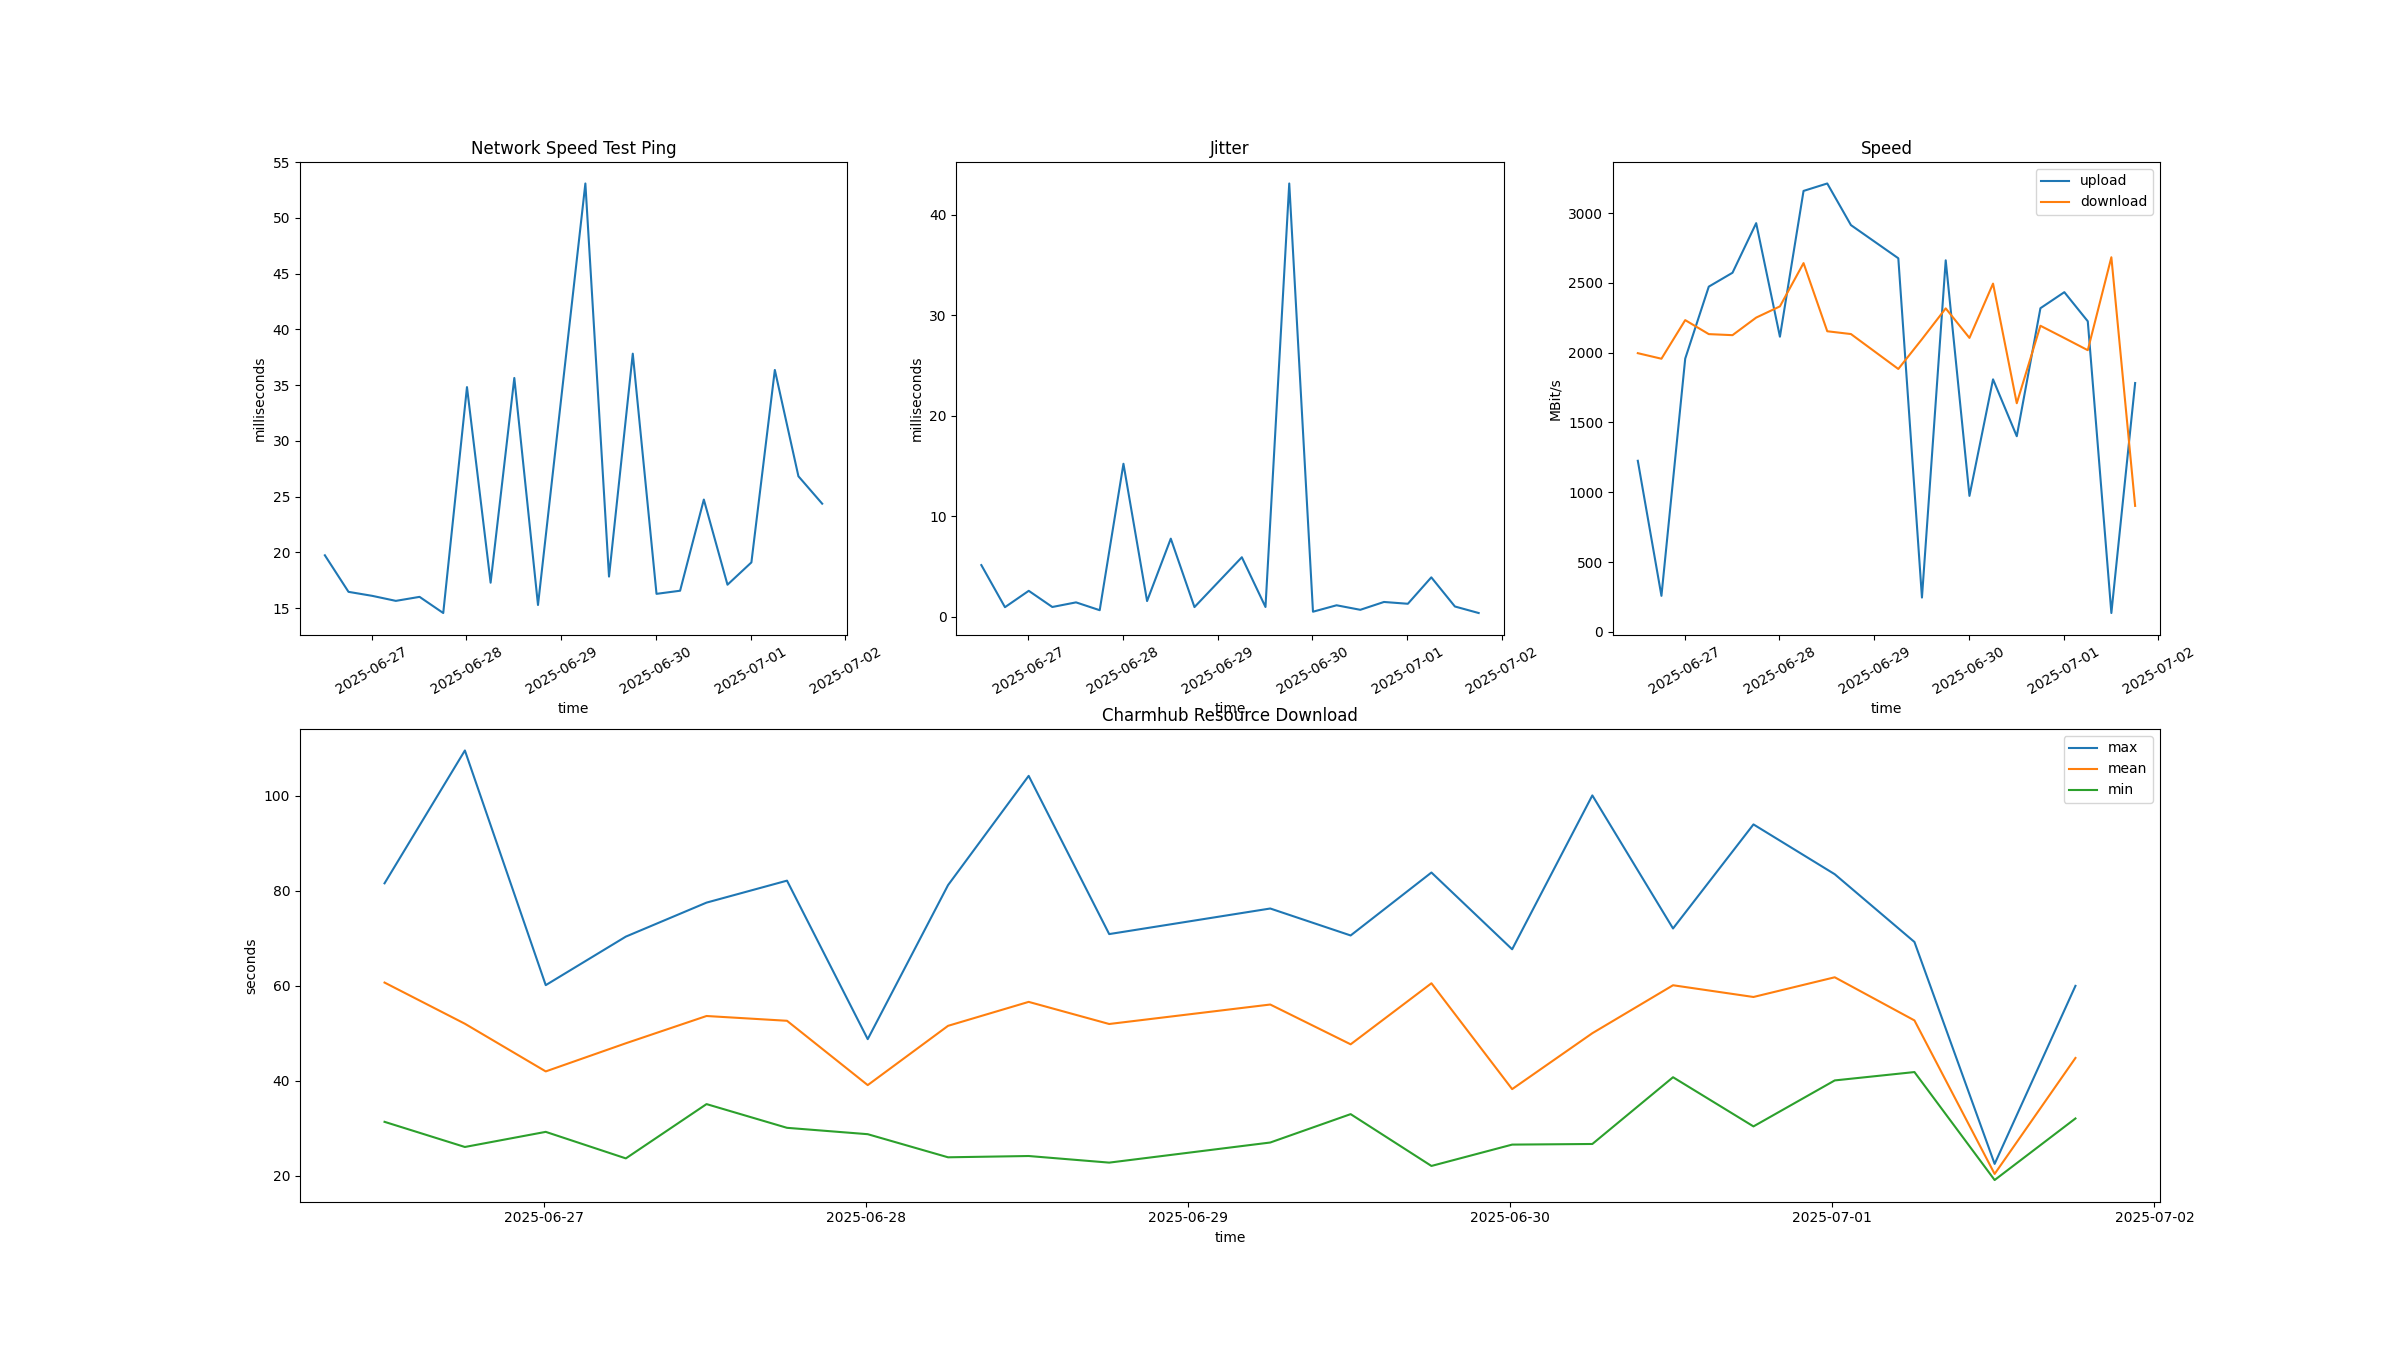 Network Speed Test Ping
55
50
45
40
35
30
25
20
15
milliseconds
2025-06-27
2025-06-28
2025-06-29
2025-06-30
2025-07-01
2025-07-02
time
Jitter
40
30
20
10
0
milliseconds
2025-06-27
2025-06-28
2025-06-29
2025-06-30
2025-07-01
2025-07-02
time
Speed
upload
download
3000
2500
2000
1500
1000
500
0
MBit/s
2025-06-27
2025-06-28
2025-06-29
2025-06-30
2025-07-01
2025-07-02
time
Charmhub Resource Download
max
mean
min
100
80
60
40
20
seconds
2025-06-27
2025-06-28
2025-06-29
2025-06-30
2025-07-01
2025-07-02
time